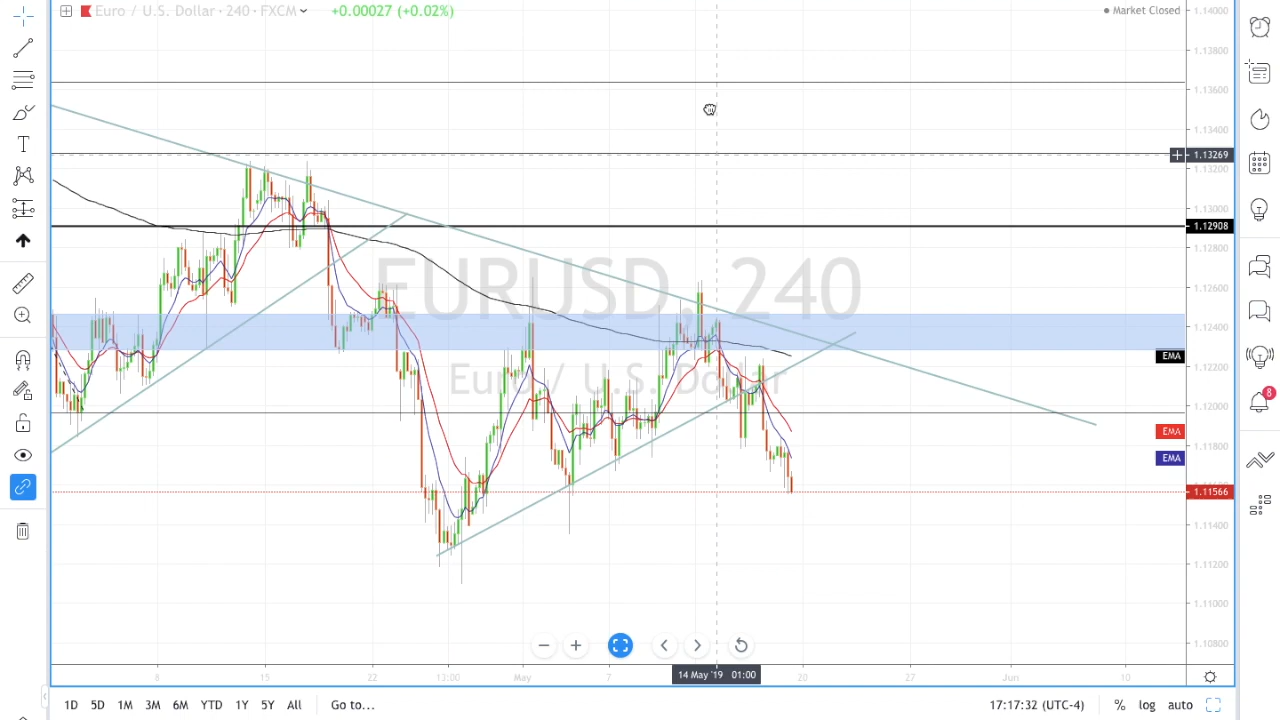 Euro / U.S. Dollar · 240 · FXCM
+0.00027 (+0.02%)
Market Closed
1.14000
1.13800
1.13600
1.13400
1.13269
1.13200
1.13000
1.12908
1.12800
1.12600
1.12400
1.12200
1.12000
1.11800
1.11566
1.11400
1.11200
1.11000
1.10800
EURUSD, 240
Euro / U.S. Dollar
EMA
EMA
EMA
8
8
15
22
13:00
May
7
14 May '19 01:00
20
27
Jun
10
1D 5D 1M 3M 6M YTD 1Y 5Y All Go to...
17:17:32 (UTC-4)
% log auto